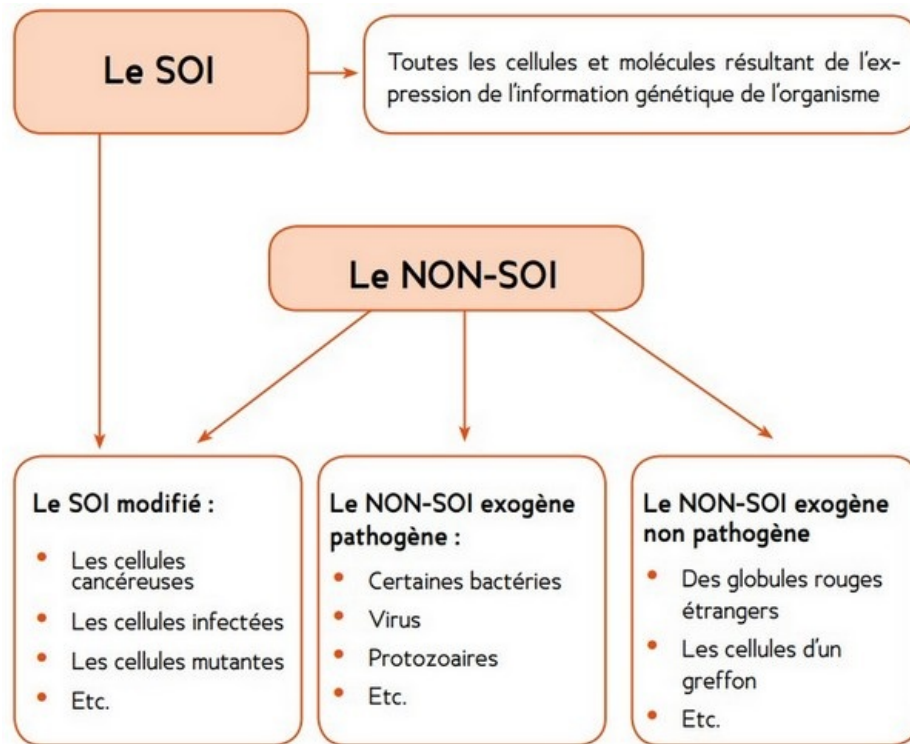 Le SOI
Toutes les cellules et molécules résultant de l'ex-
pression de l'information génétique de l'organisme
Le NON-SOI
Le SOI modifié :
• Les cellules
cancéreuses
• Les cellules infectées
• Les cellules mutantes
• Etc.
Le NON-SOI exogène
pathogène :
• Certaines bactéries
• Virus
• Protozoaires
• Etc.
Le NON-SOI exogène
non pathogène
• Des globules rouges
étrangers
• Les cellules d'un
greffon
• Etc.